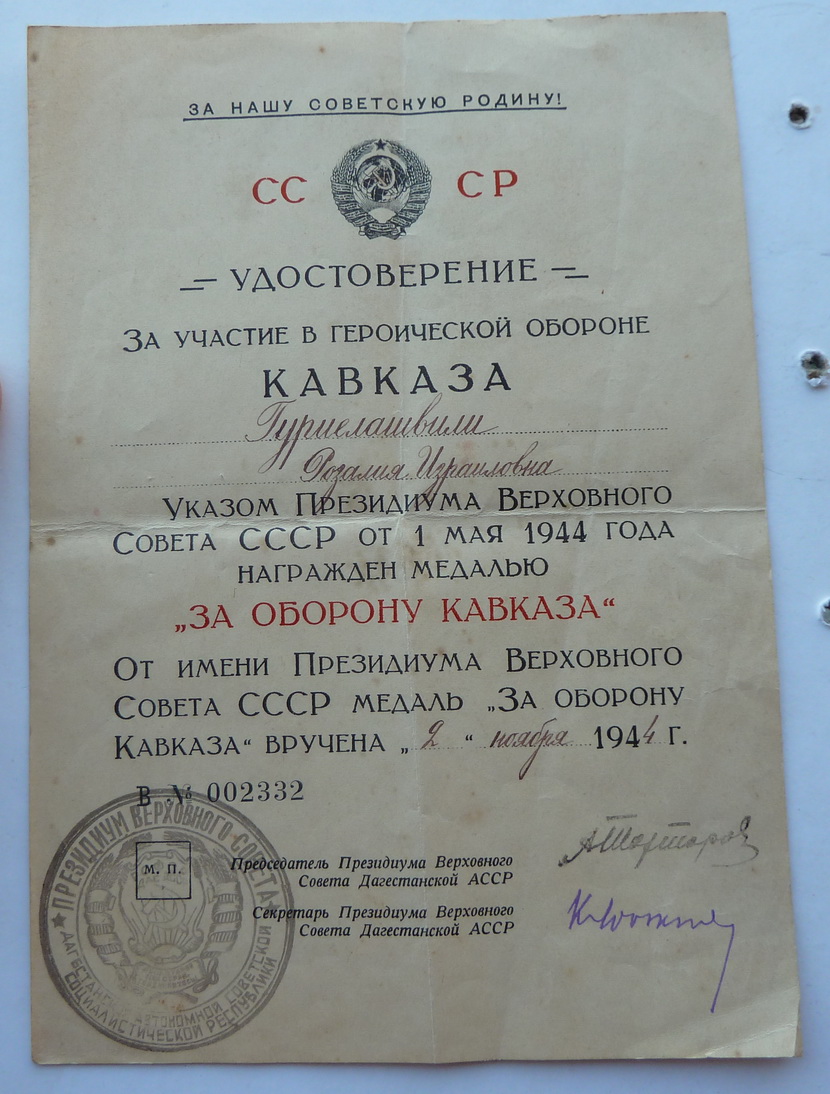 ЗА НАШУ СОВЕТСКУЮ РОДИНУ!
СС СР
УДОСТОВЕРЕНИЕ
ЗА УЧАСТИЕ В ГЕРОИЧЕСКОЙ ОБОРОНЕ
КАВКАЗА
Гуриелашвили
Розалия Израиловна
УКАЗОМ ПРЕЗИДИУМА ВЕРХОВНОГО
СОВЕТА СССР ОТ 1 МАЯ 1944 ГОДА
НАГРАЖДЕН МЕДАЛЬЮ
„ЗА ОБОРОНУ КАВКАЗА“
ОТ ИМЕНИ ПРЕЗИДИУМА ВЕРХОВНОГО
СОВЕТА СССР МЕДАЛЬ „ЗА ОБОРОНУ
КАВКАЗА“ ВРУЧЕНА „2“ ноября 1944 Г.
В № 002332
ПРЕЗИДИУМ ВЕРХОВНОГО СОВЕТА
ДАГЕСТАНСКОЙ АВТОНОМНОЙ СОВЕТСКОЙ
СОЦИАЛИСТИЧЕСКОЙ РЕСПУБЛИКИ
М. П.
Председатель Президиума Верховного
Совета Дагестанской АССР
Секретарь Президиума Верховного
Совета Дагестанской АССР